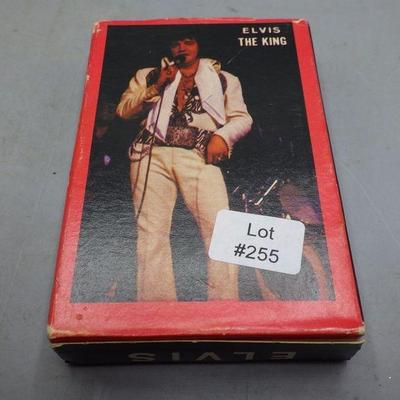 ELVIS
THE KING
Lot
#255
ELVIS